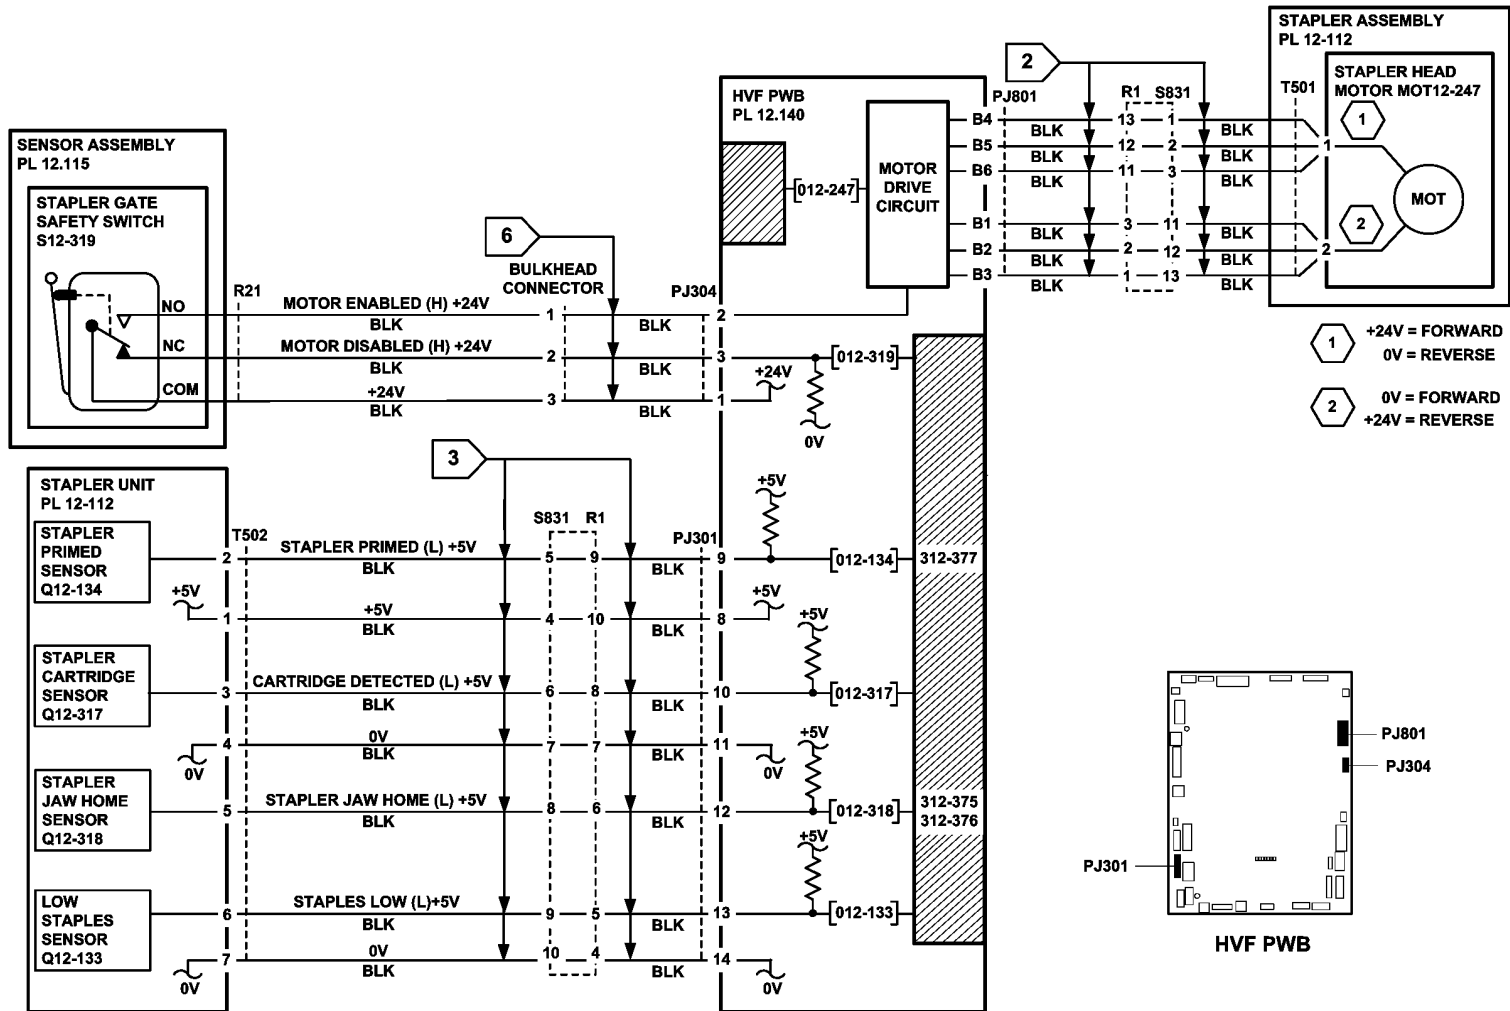 STAPLER ASSEMBLY
PL 12-112
STAPLER HEAD
MOTOR MOT12-247
T501
1
1
MOT
2
2
1
+24V = FORWARD
0V = REVERSE
2
0V = FORWARD
+24V = REVERSE
2
PJ801
R1 S831
B4 BLK 13 1 BLK
B5 BLK 12 2 BLK
B6 BLK 11 3 BLK
B1 BLK 3 11 BLK
B2 BLK 2 12 BLK
B3 BLK 1 13 BLK
HVF PWB
PL 12.140
[012-247]
MOTOR
DRIVE
CIRCUIT
SENSOR ASSEMBLY
PL 12.115
STAPLER GATE
SAFETY SWITCH
S12-319
NO
NC
COM
R21
6
BULKHEAD
CONNECTOR
PJ304
MOTOR ENABLED (H) +24V
BLK 1 BLK 2
MOTOR DISABLED (H) +24V
BLK 2 BLK 3
[012-319]
+24V
BLK 3 BLK 1
+24V
0V
3
STAPLER UNIT
PL 12-112
STAPLER
PRIMED
SENSOR
Q12-134
T502
S831 R1
PJ301
2 STAPLER PRIMED (L) +5V 5 9 9
BLK BLK
+5V
[012-134] 312-377
+5V
1 +5V 4 10 8
BLK BLK
+5V
STAPLER
CARTRIDGE
SENSOR
Q12-317
3 CARTRIDGE DETECTED (L) +5V 6 8 10
BLK BLK
+5V
[012-317]
4 0V 7 7 11
BLK BLK
0V
0V
STAPLER
JAW HOME
SENSOR
Q12-318
5 STAPLER JAW HOME (L) +5V 8 6 12
BLK BLK
+5V
[012-318] 312-375
312-376
LOW
STAPLES
SENSOR
Q12-133
6 STAPLES LOW (L)+5V 9 5 13
BLK BLK
+5V
[012-133]
7 0V 10 4 14
BLK BLK
0V
0V
PJ801
PJ304
PJ301
HVF PWB